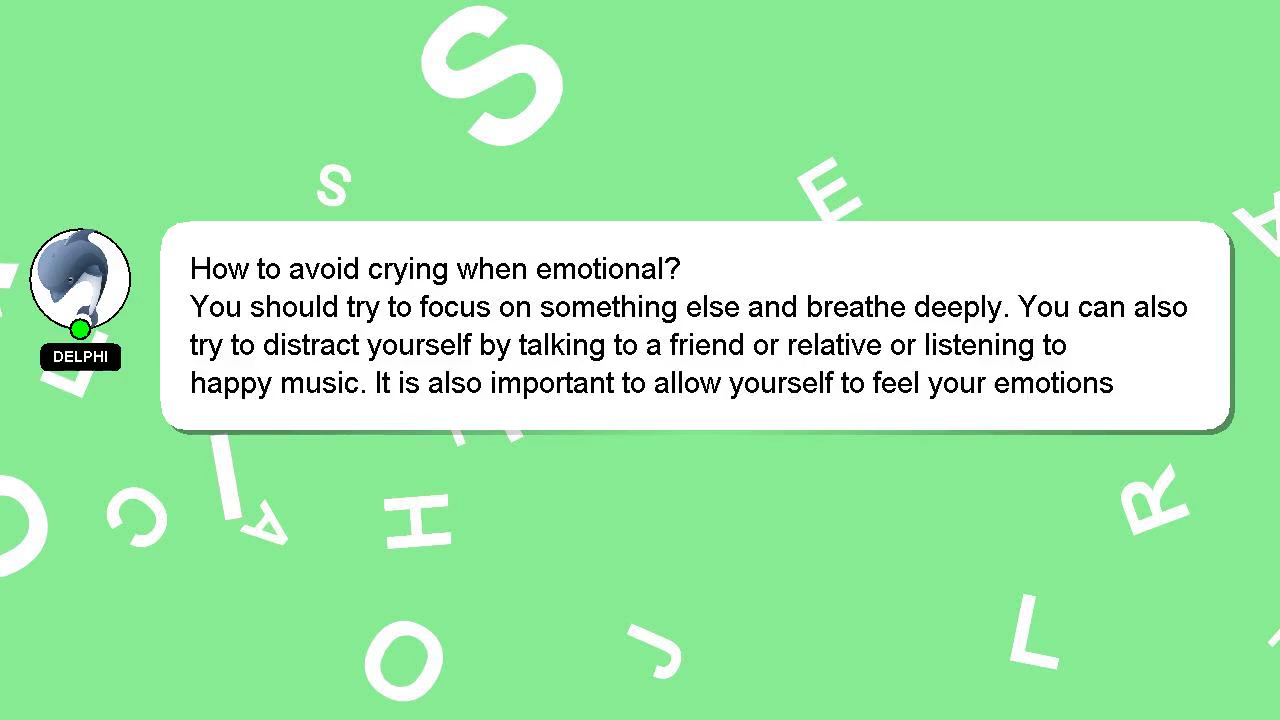 S
S
E
A
How to avoid crying when emotional?
You should try to focus on something else and breathe deeply. You can also
try to distract yourself by talking to a friend or relative or listening to
happy music. It is also important to allow yourself to feel your emotions
DELPHI
C
A
H
R
O
J
L